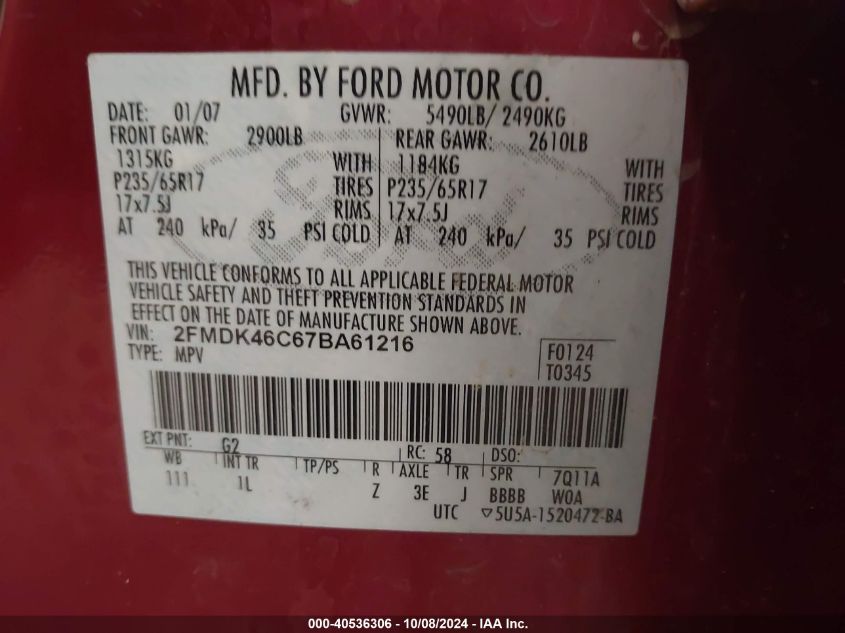 MFD. BY FORD MOTOR CO.
DATE: 01/07 GVWR: 5490LB/ 2490KG
FRONT GAWR: 2900LB REAR GAWR: 2610LB
1315KG WITH 1184KG WITH
P235/65R17 TIRES P235/65R17 TIRES
17x7.5J RIMS 17x7.5J RIMS
AT 240 kPa/ 35 PSI COLD AT 240 kPa/ 35 PSI COLD
THIS VEHICLE CONFORMS TO ALL APPLICABLE FEDERAL MOTOR
VEHICLE SAFETY AND THEFT PREVENTION STANDARDS IN
EFFECT ON THE DATE OF MANUFACTURE SHOWN ABOVE.
VIN: 2FMDK46C67BA61216 F0124
TYPE: MPV T0345
EXT PNT: G2 RC: 58 DSO:
WB INT TR TP/PS R AXLE TR SPR 7Q11A
111 1L Z 3E J BBBB WOA
UTC ▽5U5A-1520472-BA
000-40536306 - 10/08/2024 - IAA Inc.